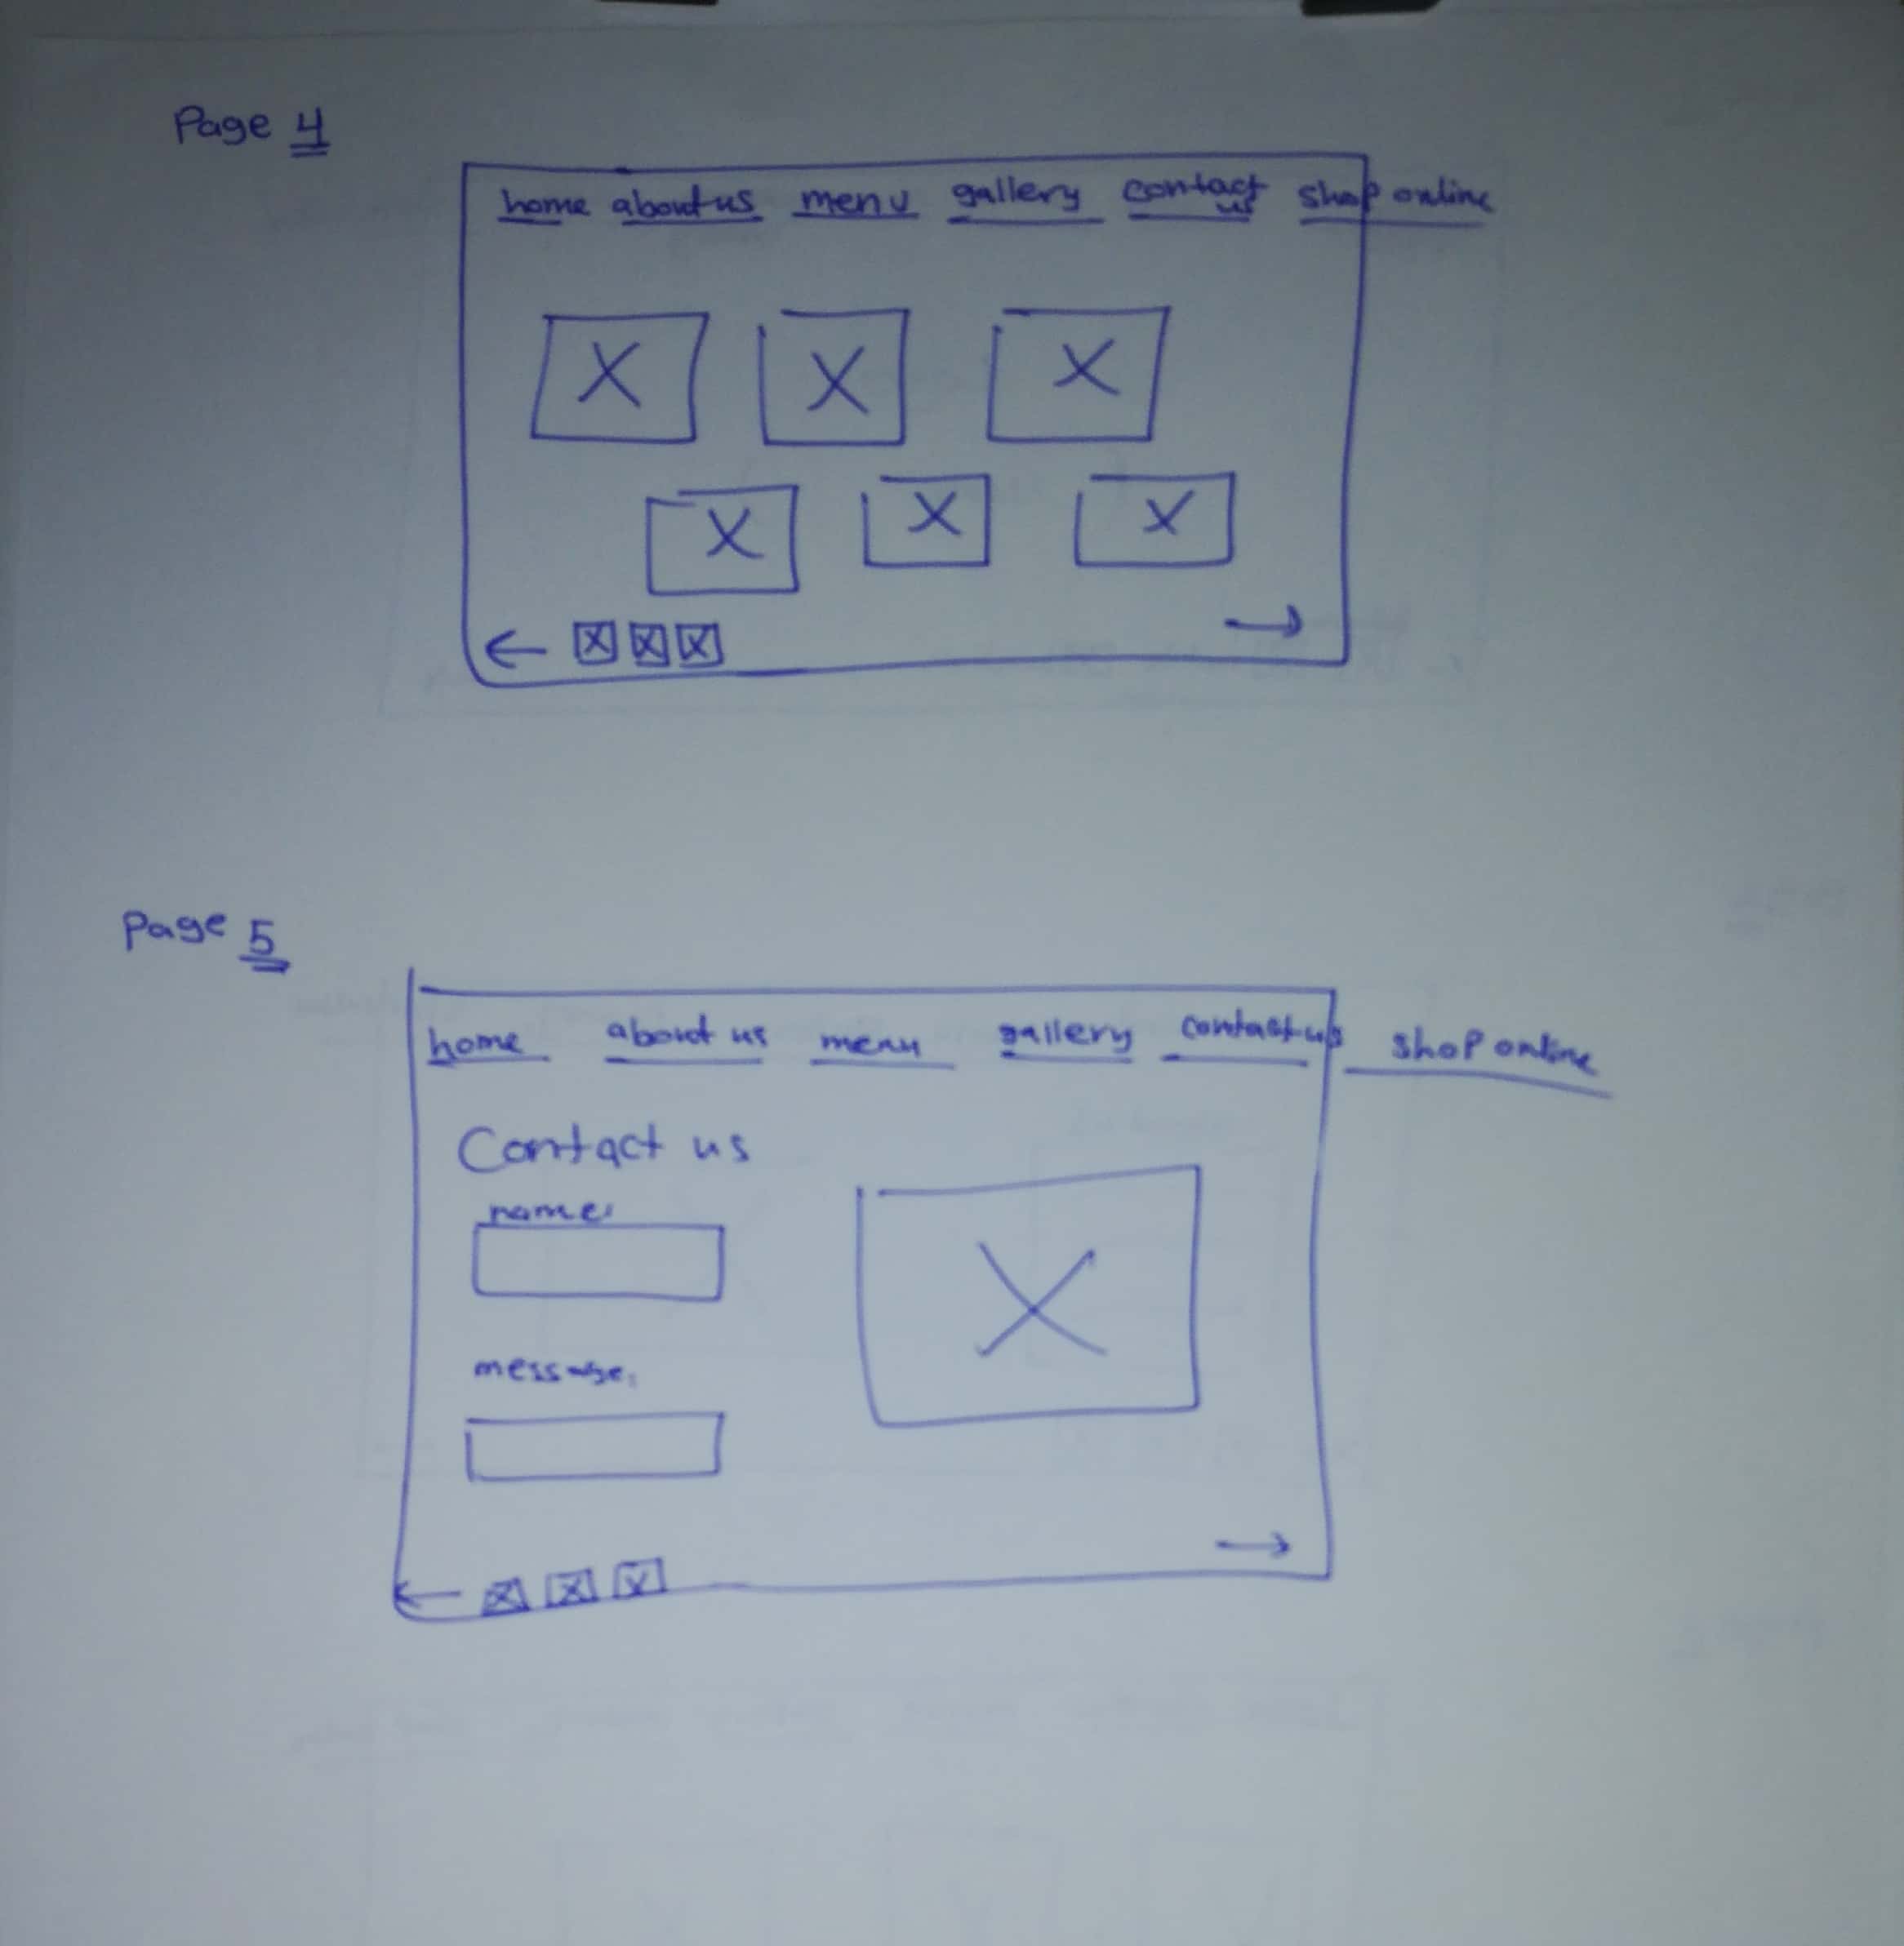 Page 4
home about us menu gallery contact us shop online
Page 5
home about us menu gallery contact us shop online
Contact us
name:
message: